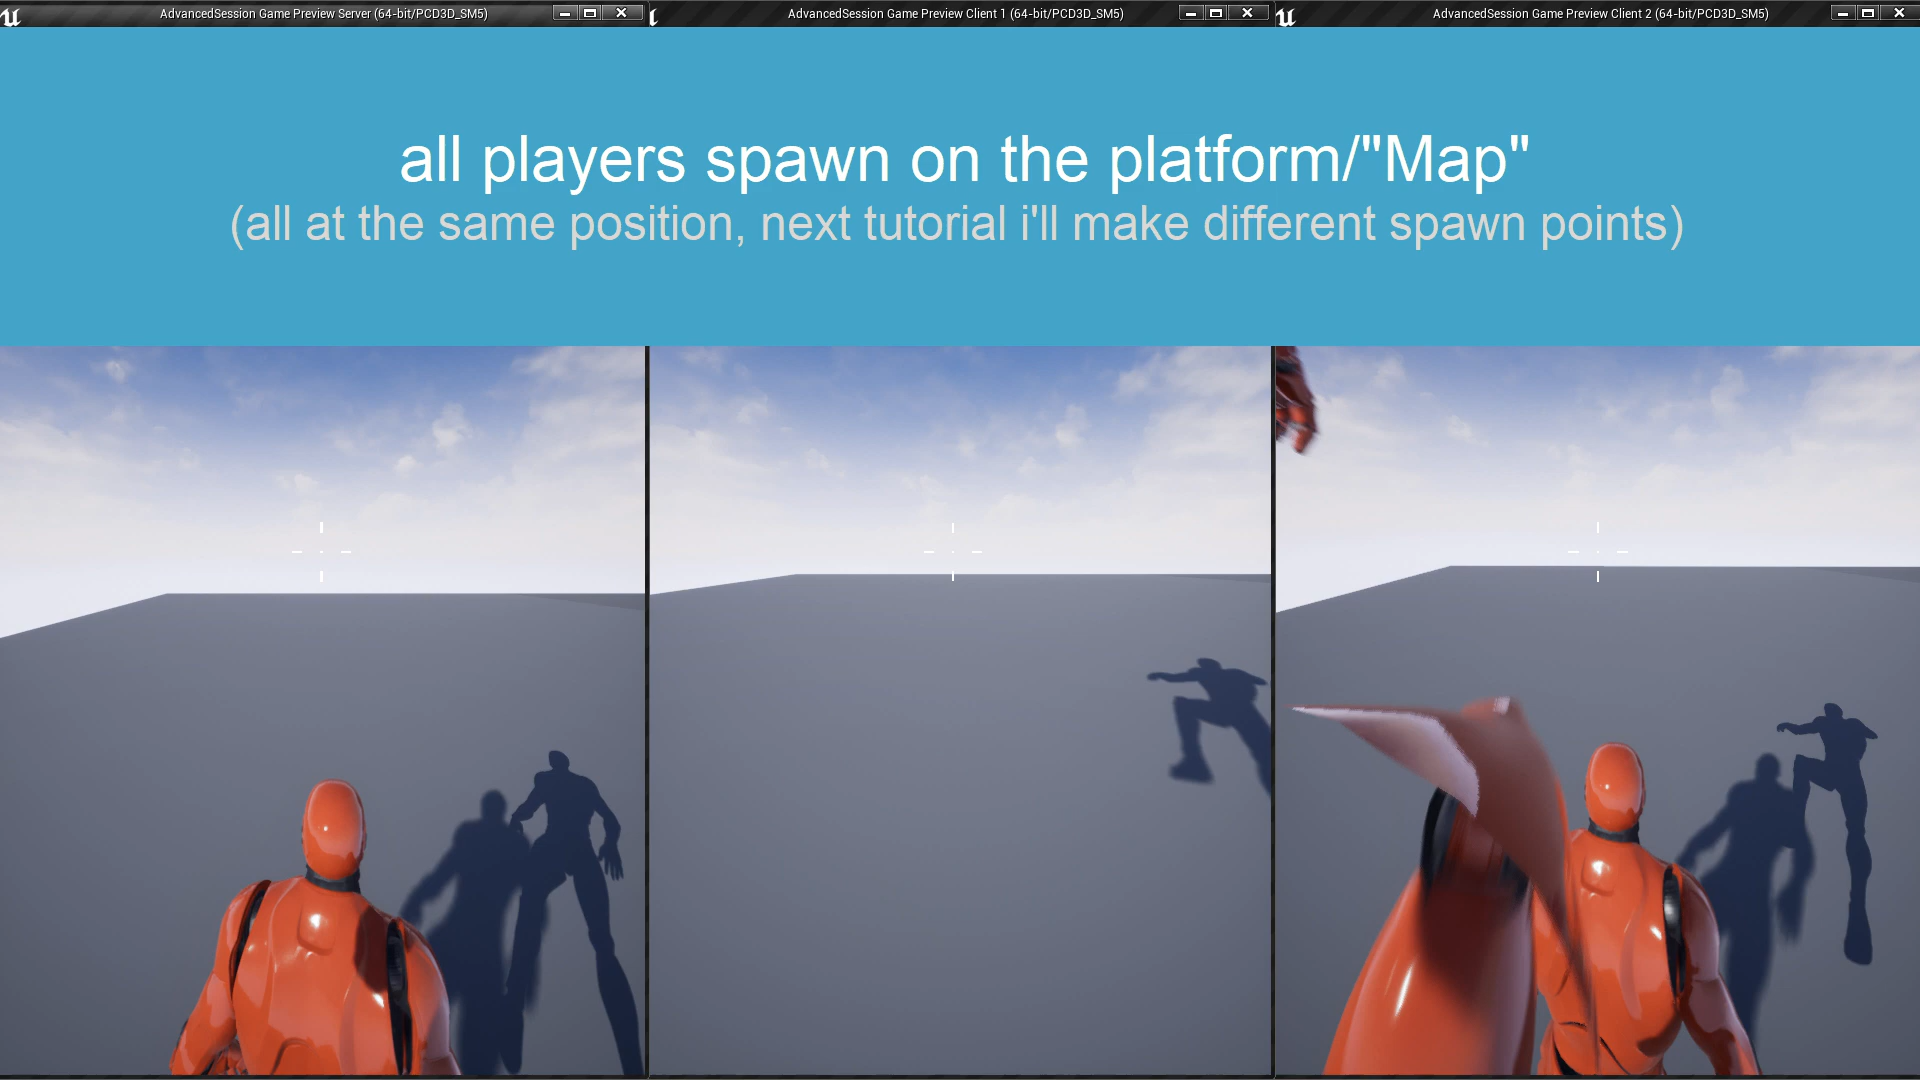 AdvancedSession Game Preview Server (64-bit/PCD3D_SM5)
AdvancedSession Game Preview Client 1 (64-bit/PCD3D_SM5)
AdvancedSession Game Preview Client 2 (64-bit/PCD3D_SM5)
all players spawn on the platform/"Map"
(all at the same position, next tutorial i'll make different spawn points)